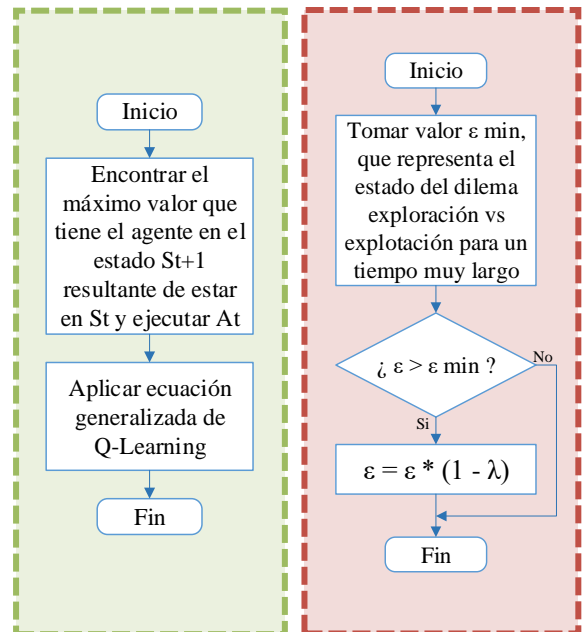 Inicio
Encontrar el
máximo valor que
tiene el agente en el
estado St+1
resultante de estar
en St y ejecutar At
Aplicar ecuación
generalizada de
Q-Learning
Fin
Inicio
Tomar valor ε min,
que representa el
estado del dilema
exploración vs
explotación para un
tiempo muy largo
¿ ε > ε min ?
No
Si
ε = ε * (1 - λ)
Fin